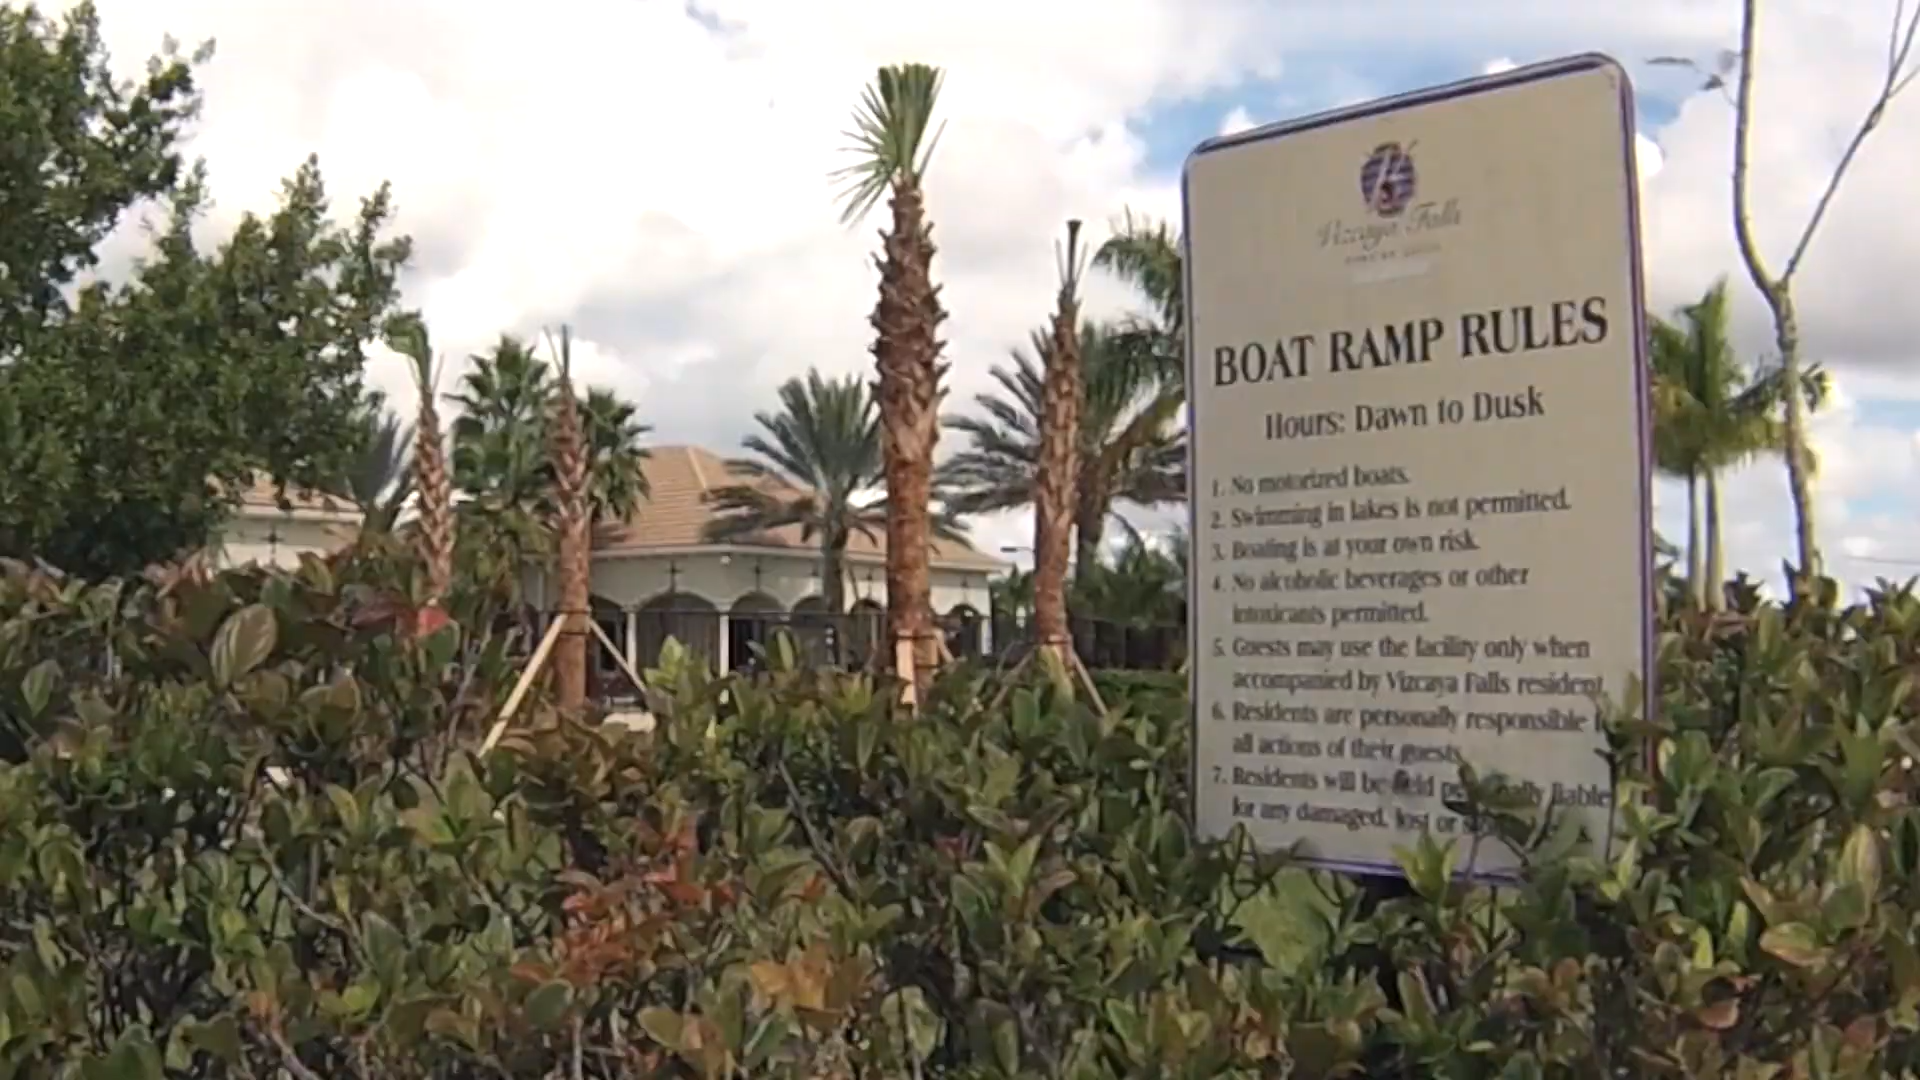 Vizcaya Falls
BOAT RAMP RULES
Hours: Dawn to Dusk
1. No motorized boats.
2. Swimming in lakes is not permitted.
3. Boating is at your own risk.
4. No alcoholic beverages or other
intoxicants permitted.
5. Guests may use the facility only when
accompanied by Vizcaya Falls resident.
6. Residents are personally responsible
all actions of their guests
7. Residents will be held personally liable
for any damaged, lost or